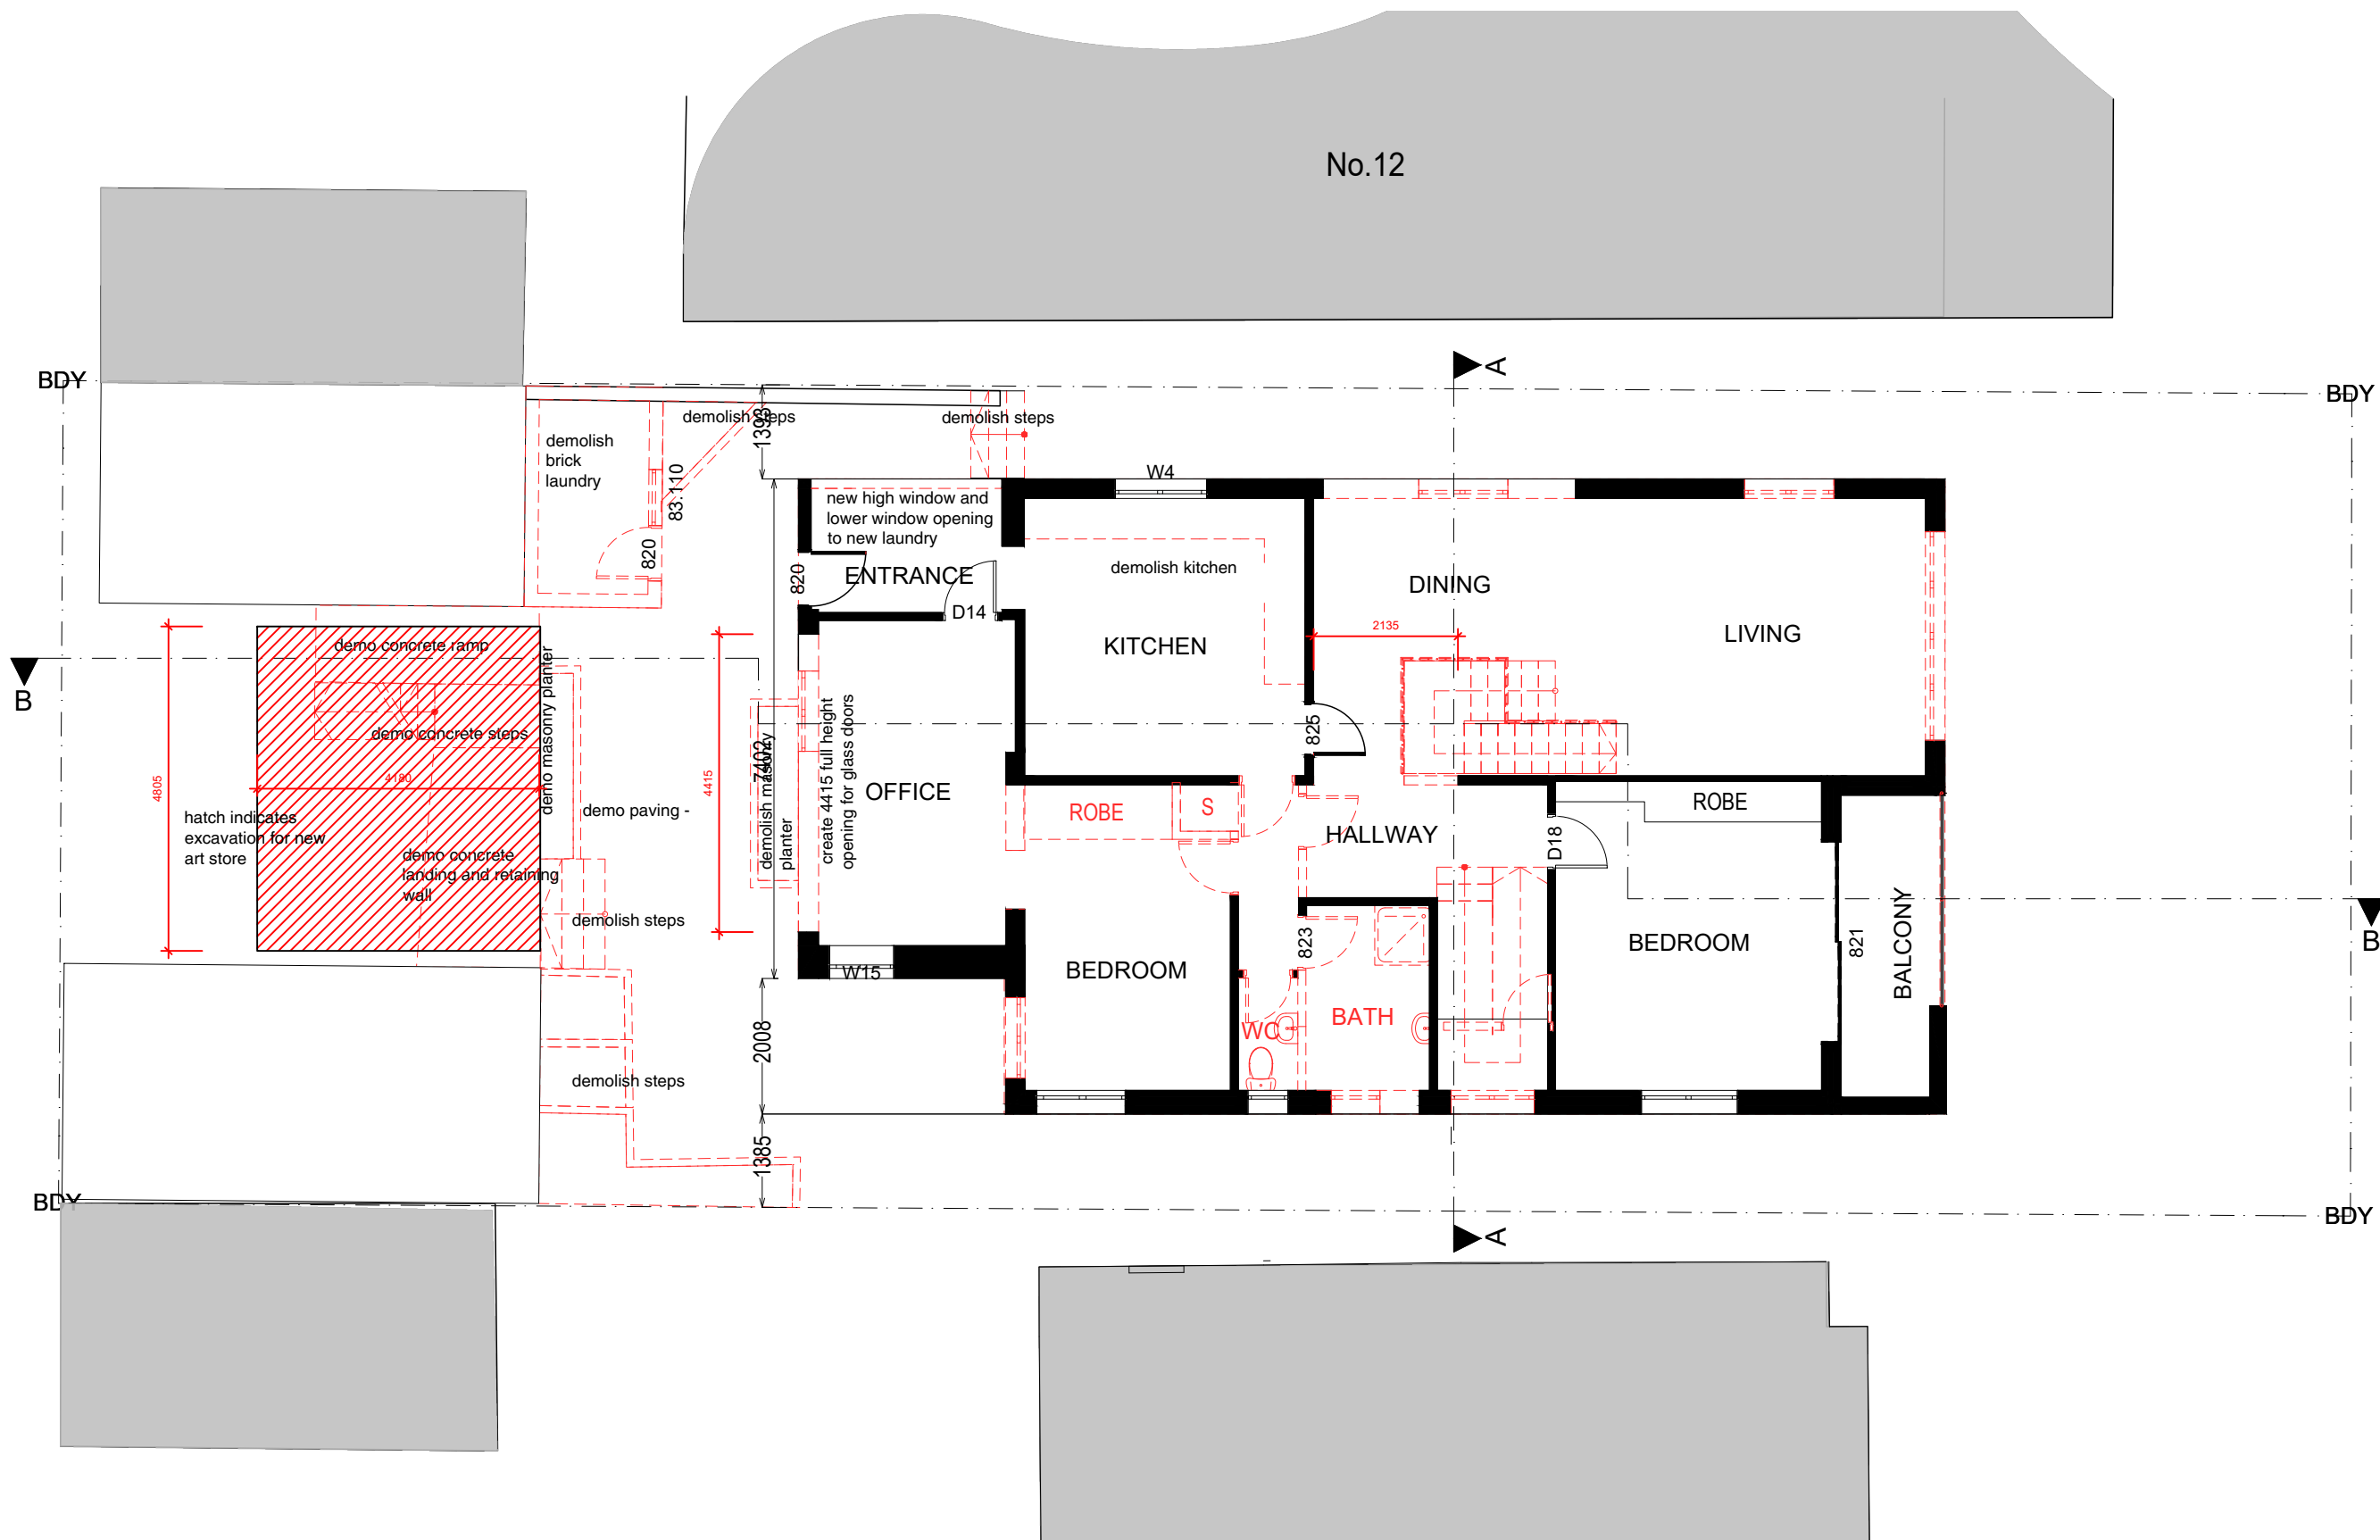 No.12
A
BDY
BDY
demolish steps
demolish steps
1393
demolish
brick
laundry
83.110
820
W4
new high window and
lower window opening
to new laundry
820
ENTRANCE
D14
demolish kitchen
KITCHEN
DINING
LIVING
2135
825
demo concrete ramp
demo masonry planter
B
demo concrete steps
4180
4805
4415
7402
demolish masonry
planter
create 4415 full height
opening for glass doors
OFFICE
hatch indicates
excavation for new
art store
demo paving -
demo concrete
landing and retaining
wall
demolish steps
ROBE
S
HALLWAY
D18
ROBE
BALCONY
821
B
BEDROOM
BEDROOM
823
W15
WC
BATH
2008
demolish steps
1385
BDY
BDY
A